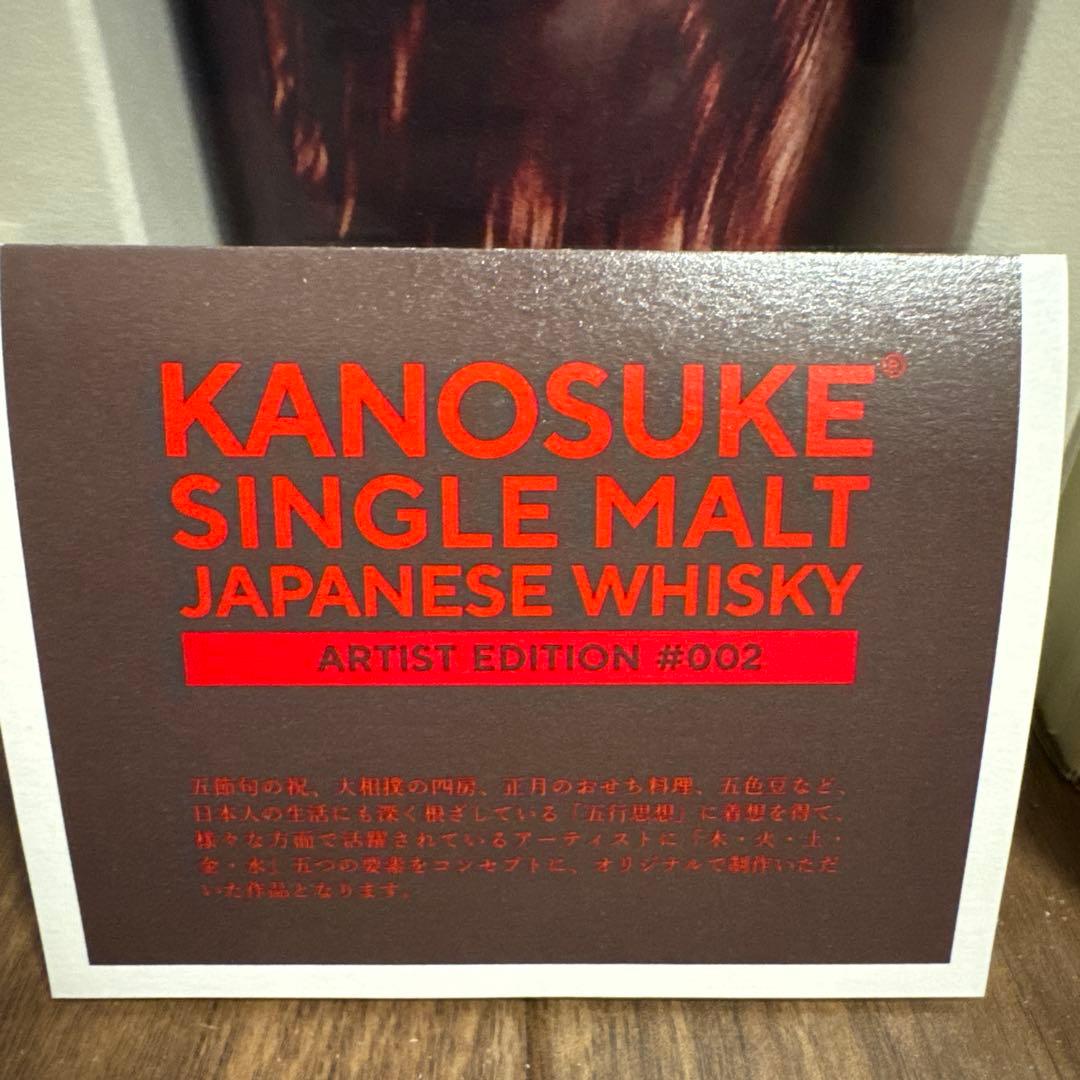 KANOSUKE®
SINGLE MALT
JAPANESE WHISKY
ARTIST EDITION #002
五節句の祝、大相撲の四房、正月のおせち料理、五色豆など、
日本人の生活にも深く根ざしている「五行思想」に着想を得て、
様々な方面で活躍されているアーティストに「木・火・土・
金・水」五つの要素をコンセプトに、オリジナルで制作いただ
いた作品となります。